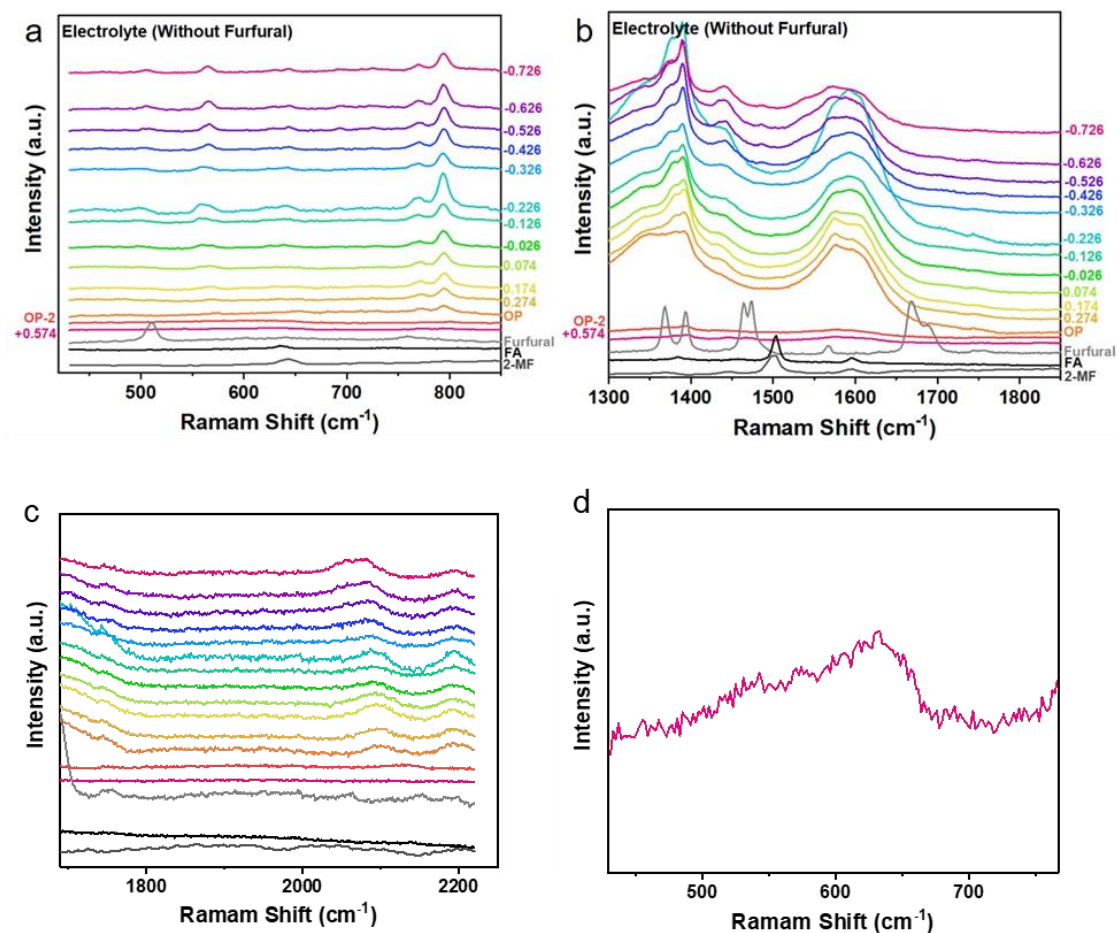 a
Electrolyte (Without Furfural)
-0.726
-0.626
-0.526
-0.426
-0.326
-0.226
-0.126
-0.026
0.074
0.174
0.274
OP
OP-2
+0.574
Furfural
FA
2-MF
Intensity (a.u.)
500
600
700
800
Ramam Shift (cm-1)
b
Electrolyte (Without Furfural)
-0.726
-0.626
-0.526
-0.426
-0.326
-0.226
-0.126
-0.026
0.074
0.174
0.274
OP
OP-2
+0.574
Furfural
FA
2-MF
Intensity (a.u.)
1300
1400
1500
1600
1700
1800
Ramam Shift (cm-1)
c
Intensity (a.u.)
1800
2000
2200
Ramam Shift (cm-1)
d
Intensity (a.u.)
500
600
700
Ramam Shift (cm-1)